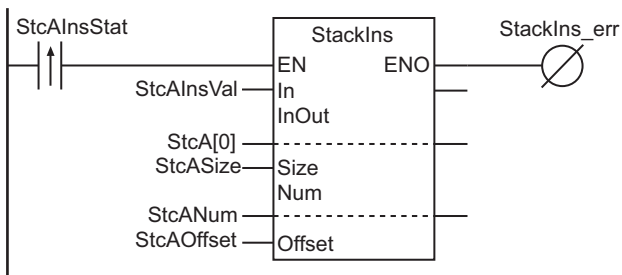 StcAInsStat
StackIns
StackIns_err
EN ENO
StcAInsVal In
InOut
StcA[0]
StcASize Size
Num
StcANum
StcAOffset Offset